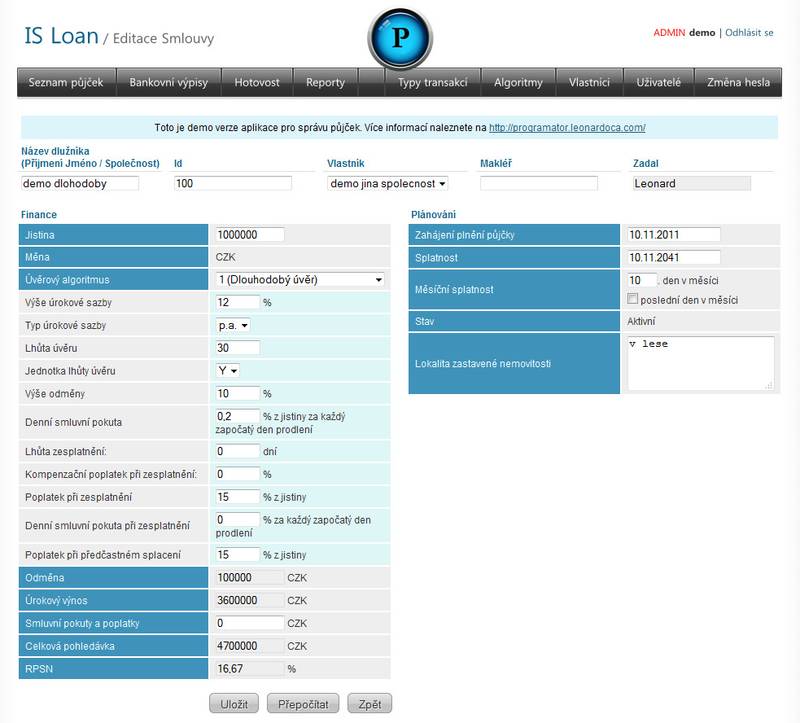 IS Loan / Editace Smlouvy
P
ADMIN demo | Odhlásit se
Seznam půjček Bankovní výpisy Hotovost Reporty Typy transakcí Algoritmy Vlastníci Uživatelé Změna hesla
Toto je demo verze aplikace pro správu půjček. Více informací naleznete na http://programator.leonardoca.com/
Název dlužníka
(Příjmení Jméno / Společnost) Id Vlastník Makléř Zadal
demo dlohodoby 100 demo jina spolecnost Leonard
Finance
Jistina 1000000
Měna CZK
Úvěrový algoritmus 1 (Dlouhodobý úvěr)
Výše úrokové sazby 12 %
Typ úrokové sazby p.a.
Lhůta úvěru 30
Jednotka lhůty úvěru Y
Výše odměny 10 %
Denní smluvní pokuta 0,2 % z jistiny za každý
započatý den prodlení
Lhůta zesplatnění: 0 dní
Kompenzační poplatek při zesplatnění: 0 %
Poplatek při zesplatnění 15 % z jistiny
Denní smluvní pokuta při zesplatnění 0 % za každý započatý den
prodlení
Poplatek při předčastném splacení 15 % z jistiny
Odměna 100000 CZK
Úrokový výnos 3600000 CZK
Smluvní pokuty a poplatky 0 CZK
Celková pohledávka 4700000 CZK
RPSN 16,67 %
Plánování
Zahájení plnění půjčky 10.11.2011
Splatnost 10.11.2041
Měsíční splatnost 10 . den v měsíci
poslední den v měsíci
Stav Aktivní
Lokalita zastavené nemovitosti v lese
Uložit Přepočítat Zpět